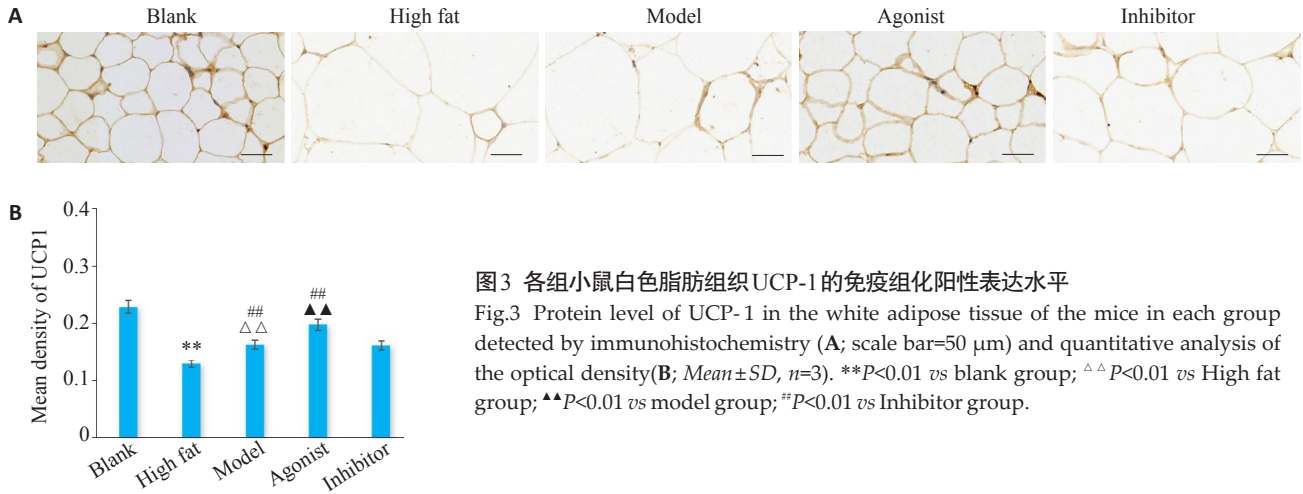 A
Blank
High fat
Model
Agonist
Inhibitor
B
Mean density of UCP1
0.4
0.3
0.2
0.1
0
**
##
△△
##
▲▲
Blank
High fat
Model
Agonist
Inhibitor
图3 各组小鼠白色脂肪组织UCP-1的免疫组化阳性表达水平
Fig.3 Protein level of UCP-1 in the white adipose tissue of the mice in each group
detected by immunohistochemistry (A; scale bar=50 μm) and quantitative analysis of
the optical density(B; Mean±SD, n=3). **P<0.01 vs blank group; △△P<0.01 vs High fat
group; ▲▲P<0.01 vs model group; ##P<0.01 vs Inhibitor group.